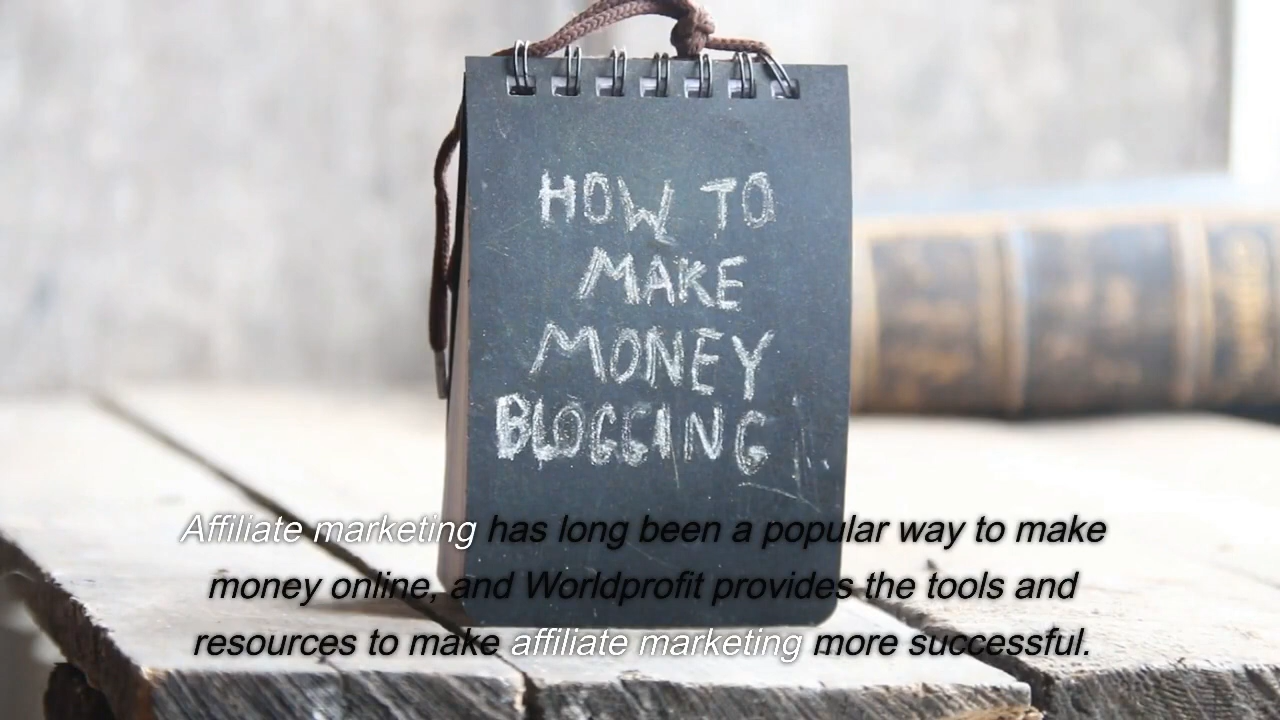 HOW TO
MAKE
MONEY
BLOGGING
Affiliate marketing has long been a popular way to make
money online, and Worldprofit provides the tools and
resources to make affiliate marketing more successful.